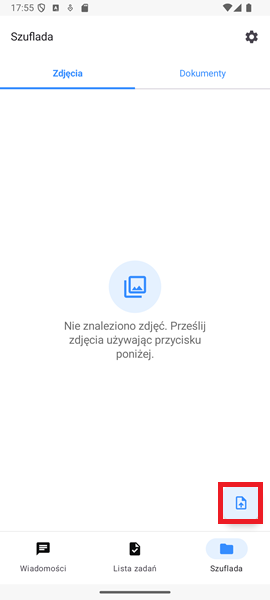 17:55
Szuflada
Zdjęcia
Dokumenty
Nie znaleziono zdjęć. Prześlij
zdjęcia używając przycisku
poniżej.
Wiadomości
Lista zadań
Szuflada